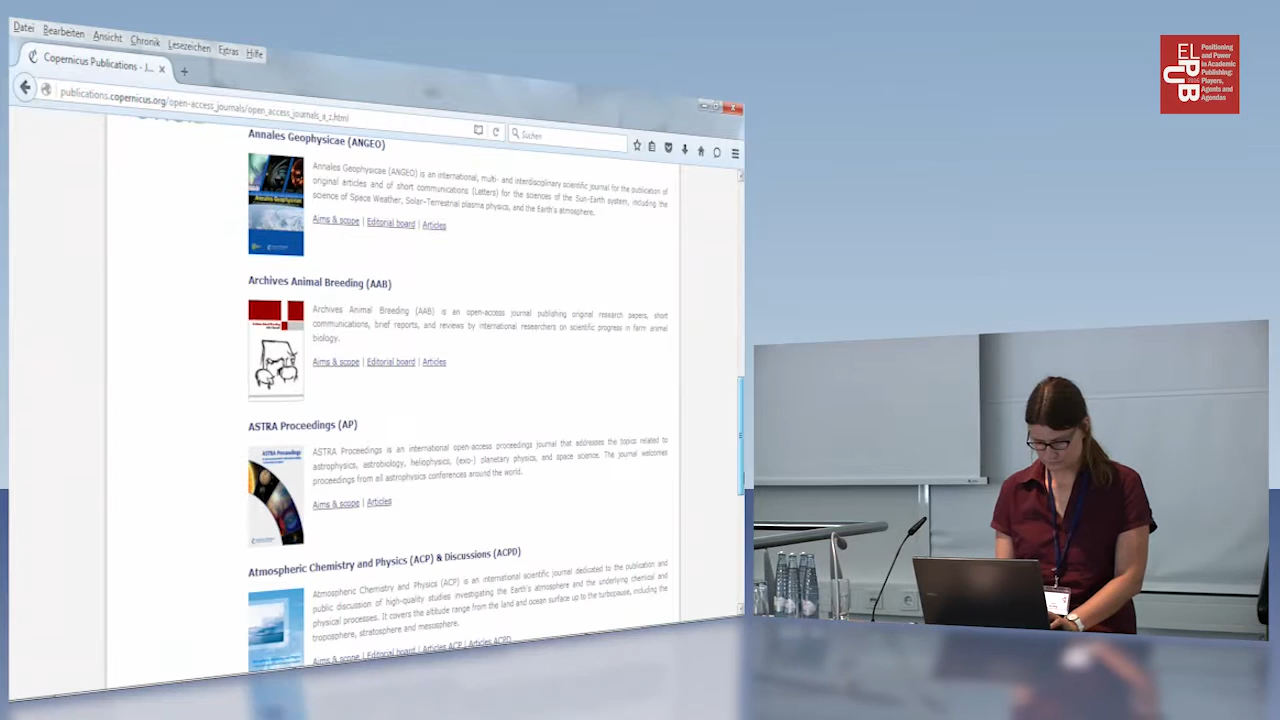 Datei Bearbeiten Ansicht Chronik Lesezeichen Extras Hilfe
Copernicus Publications - J...
publications.copernicus.org/open-access_journals/open_access_journals_a_z.html
Suchen
Annales Geophysicae (ANGEO)
Annales Geophysicae (ANGEO) is an international, multi- and interdisciplinary scientific journal for the publication of
original articles and of short communications (Letters) for the sciences of the Sun-Earth system, including the
science of Space Weather, Solar-Terrestrial plasma physics, and the Earth's atmosphere.
Aims & scope | Editorial board | Articles
Annales Geophysicae
Archives Animal Breeding (AAB)
Archives Animal Breeding (AAB) is an open-access journal publishing original research papers, short
communications, brief reports, and reviews by international researchers on scientific progress in farm animal
biology.
Aims & scope | Editorial board | Articles
ASTRA Proceedings (AP)
ASTRA Proceedings is an international open-access proceedings journal that addresses the topics related to
astrophysics, astrobiology, heliophysics, (exo-) planetary physics, and space science. The journal welcomes
proceedings from all astrophysics conferences around the world.
Aims & scope | Articles
ASTRA Proceedings
Atmospheric Chemistry and Physics (ACP) & Discussions (ACPD)
Atmospheric Chemistry and Physics (ACP) is an international scientific journal dedicated to the publication and
public discussion of high-quality studies investigating the Earth's atmosphere and the underlying chemical and
physical processes. It covers the altitude range from the land and ocean surface up to the turbopause, including the
troposphere, stratosphere and mesosphere.
Aims & scope | Editorial board | Articles ACP | Articles ACPD
EL
PUB
2016
Positioning
and Power
in Academic
Publishing:
Players,
Agents and
Agendas